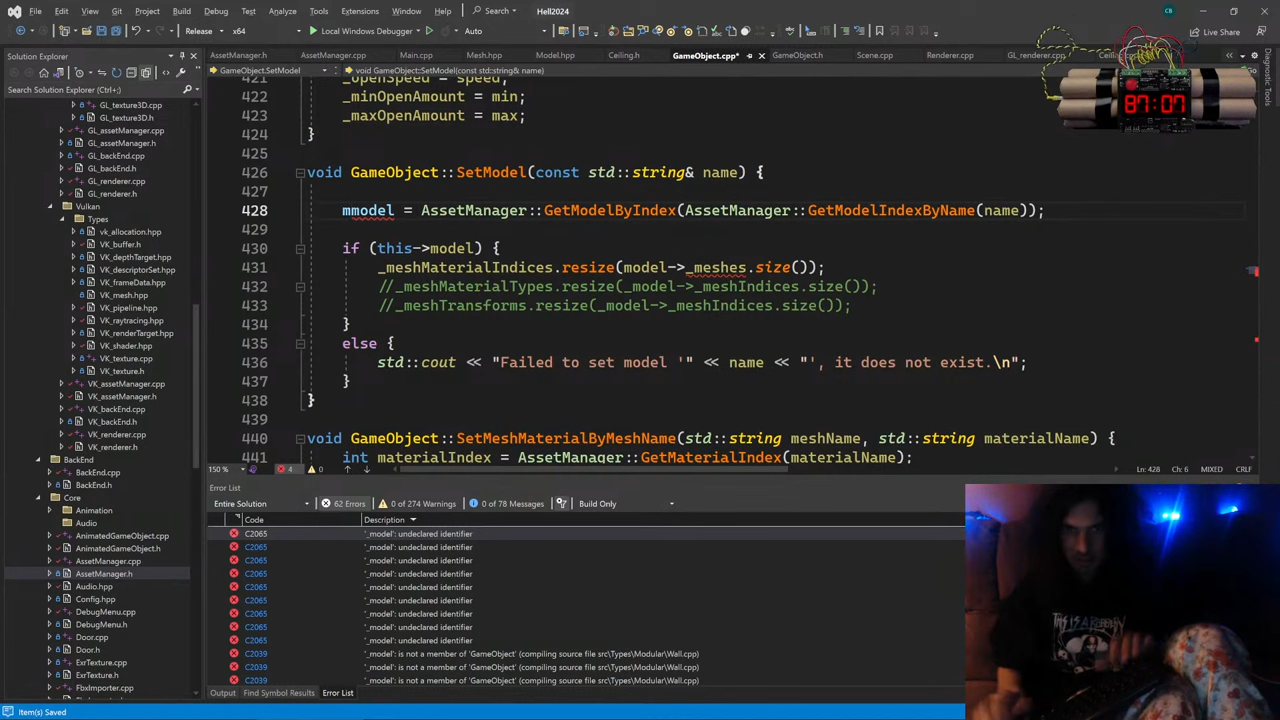 File Edit View Git Project Build Debug Test Analyze Tools Extensions Window Help Search Hell2024 CB
Release x64 Local Windows Debugger Auto Live Share
Solution Explorer
AssetManager.h AssetManager.cpp Main.cpp Mesh.hpp Model.hpp Ceiling.h GameObject.cpp* GameObject.h Scene.cpp Renderer.cpp GL_renderer.cpp
GameObject.SetModel void GameObject::SetModel(const std::string& name)
Search Solution Explorer (Ctrl+;)
GL_texture3D.cpp
GL_texture3D.h
GL_assetManager.cpp
GL_assetManager.h
GL_backEnd.cpp
GL_backEnd.h
GL_renderer.cpp
GL_renderer.h
Vulkan
Types
vk_allocation.hpp
VK_buffer.h
VK_depthTarget.hpp
VK_descriptorSet.hpp
VK_frameData.hpp
VK_mesh.hpp
VK_pipeline.hpp
VK_raytracing.hpp
VK_renderTarget.hpp
VK_shader.hpp
VK_texture.cpp
VK_texture.h
VK_assetManager.cpp
VK_assetManager.h
VK_backEnd.cpp
VK_backEnd.h
VK_renderer.cpp
VK_renderer.h
BackEnd
BackEnd.cpp
BackEnd.h
Core
Animation
Audio
AnimatedGameObject.cpp
AnimatedGameObject.h
AssetManager.cpp
AssetManager.h
Audio.hpp
Config.hpp
DebugMenu.cpp
DebugMenu.h
Door.cpp
Door.h
ExrTexture.cpp
ExrTexture.h
FbxImporter.cpp
421 _openSpeed = speed;
422 _minOpenAmount = min;
423 _maxOpenAmount = max;
424 }
425
426 void GameObject::SetModel(const std::string& name) {
427
428 mmodel = AssetManager::GetModelByIndex(AssetManager::GetModelIndexByName(name));
429
430 if (this->model) {
431 _meshMaterialIndices.resize(model->_meshes.size());
432 //_meshMaterialTypes.resize(_model->_meshIndices.size());
433 //_meshTransforms.resize(_model->_meshIndices.size());
434 }
435 else {
436 std::cout << "Failed to set model '" << name << "', it does not exist.\n";
437 }
438 }
439
440 void GameObject::SetMeshMaterialByMeshName(std::string meshName, std::string materialName) {
441 int materialIndex = AssetManager::GetMaterialIndex(materialName);
87:07
Diagnostic Tools
150 % 4 0 Ln: 428 Ch: 6 MIXED CRLF
Error List
Entire Solution 62 Errors 0 of 274 Warnings 0 of 78 Messages Build Only
Code Description
C2065 '_model': undeclared identifier
C2065 '_model': undeclared identifier
C2065 '_model': undeclared identifier
C2065 '_model': undeclared identifier
C2065 '_model': undeclared identifier
C2065 '_model': undeclared identifier
C2065 '_model': undeclared identifier
C2065 '_model': undeclared identifier
C2065 '_model': undeclared identifier
C2039 '_model': is not a member of 'GameObject' (compiling source file src\Types\Modular\Wall.cpp)
C2039 '_model': is not a member of 'GameObject' (compiling source file src\Types\Modular\Wall.cpp)
C2039 '_model': is not a member of 'GameObject' (compiling source file src\Types\Modular\Wall.cpp)
Output Find Symbol Results Error List
Item(s) Saved